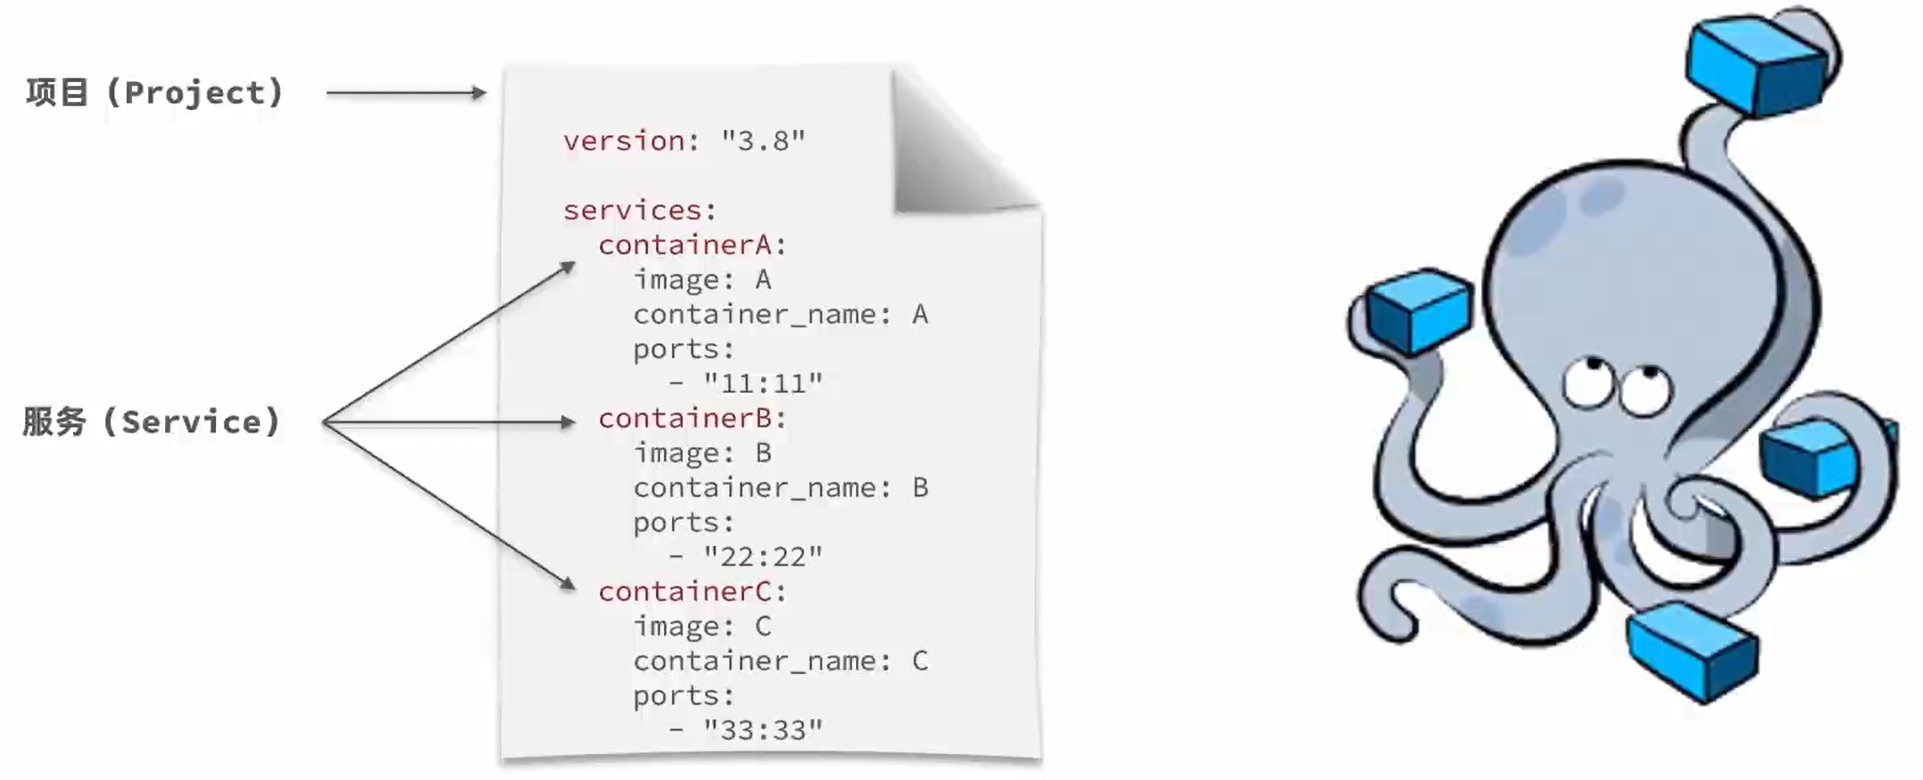 项目 (Project)
version: "3.8"
services:
  containerA:
    image: A
    container_name: A
    ports:
      - "11:11"
服务 (Service)
  containerB:
    image: B
    container_name: B
    ports:
      - "22:22"
  containerC:
    image: C
    container_name: C
    ports:
      - "33:33"